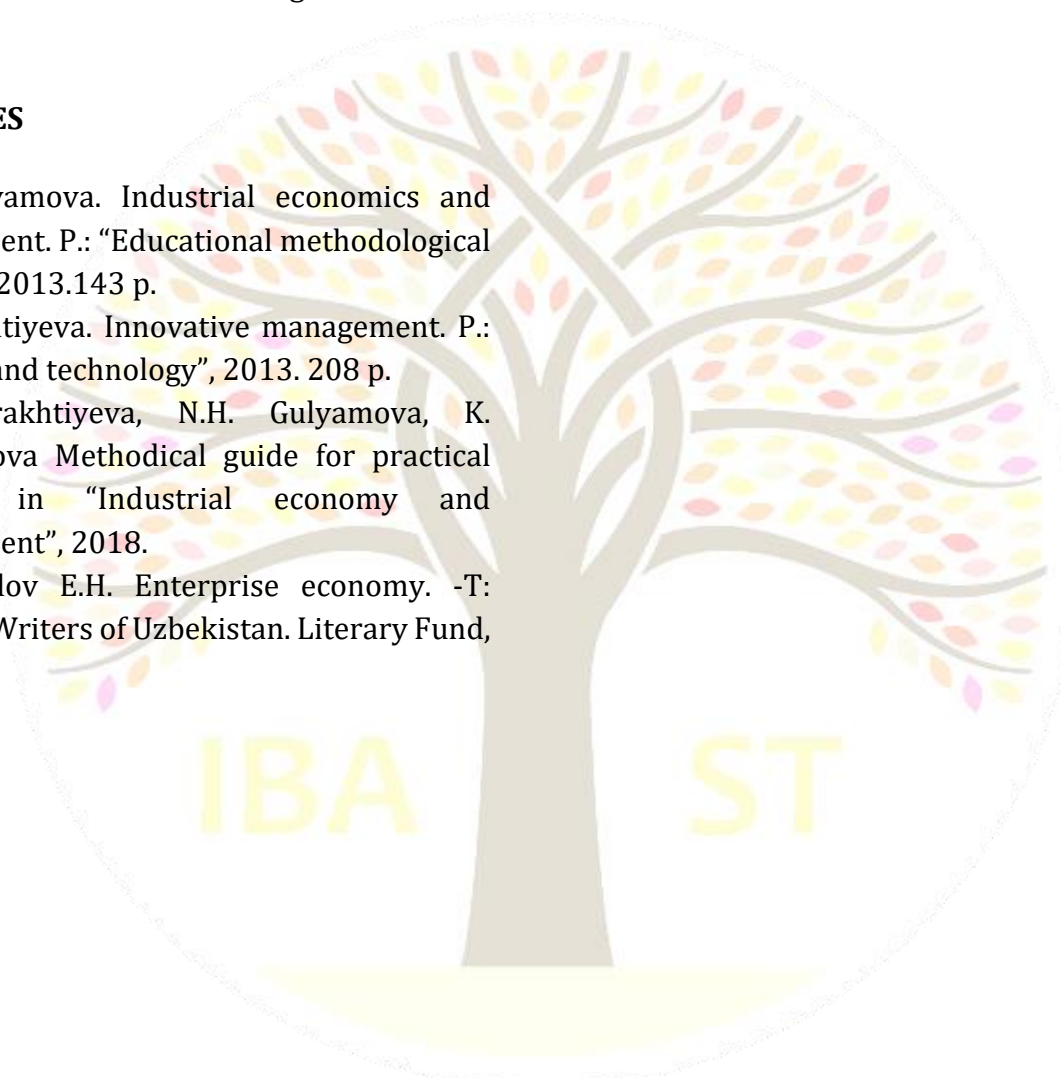 ES
yamova. Industrial economics and
ent. P.: “Educational methodological
2013.143 p.
tiyeva. Innovative management. P.:
and technology”, 2013. 208 p.
rakhtiyeva, N.H. Gulyamova, K.
ova Methodical guide for practical
in “Industrial economy and
ent”, 2018.
lov E.H. Enterprise economy. -T:
Writers of Uzbekistan. Literary Fund,
IBA ST